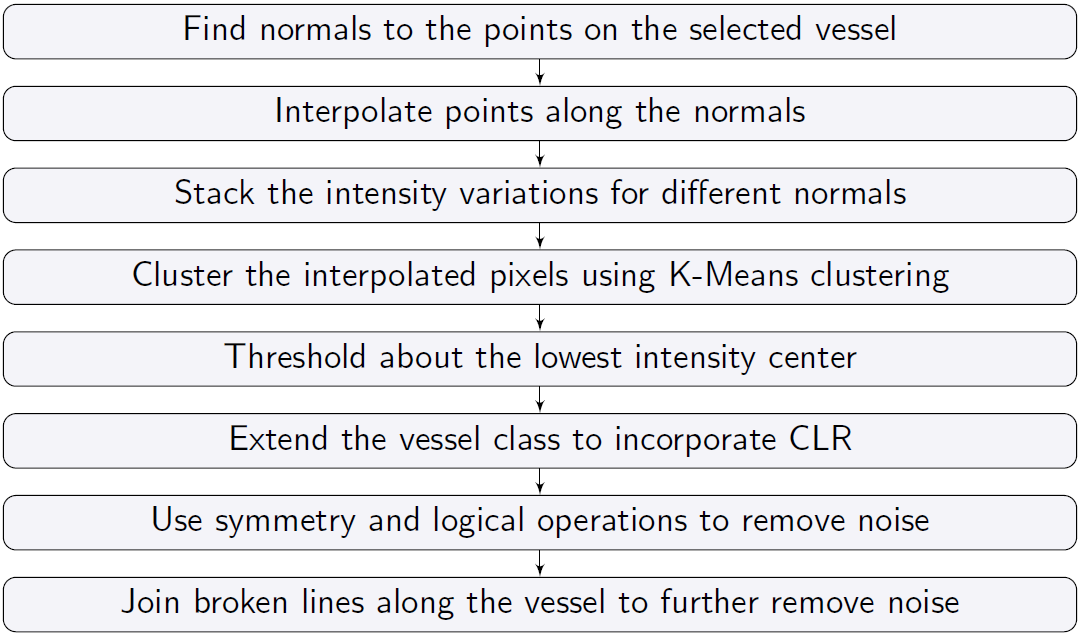 Find normals to the points on the selected vessel
Interpolate points along the normals
Stack the intensity variations for different normals
Cluster the interpolated pixels using K-Means clustering
Threshold about the lowest intensity center
Extend the vessel class to incorporate CLR
Use symmetry and logical operations to remove noise
Join broken lines along the vessel to further remove noise